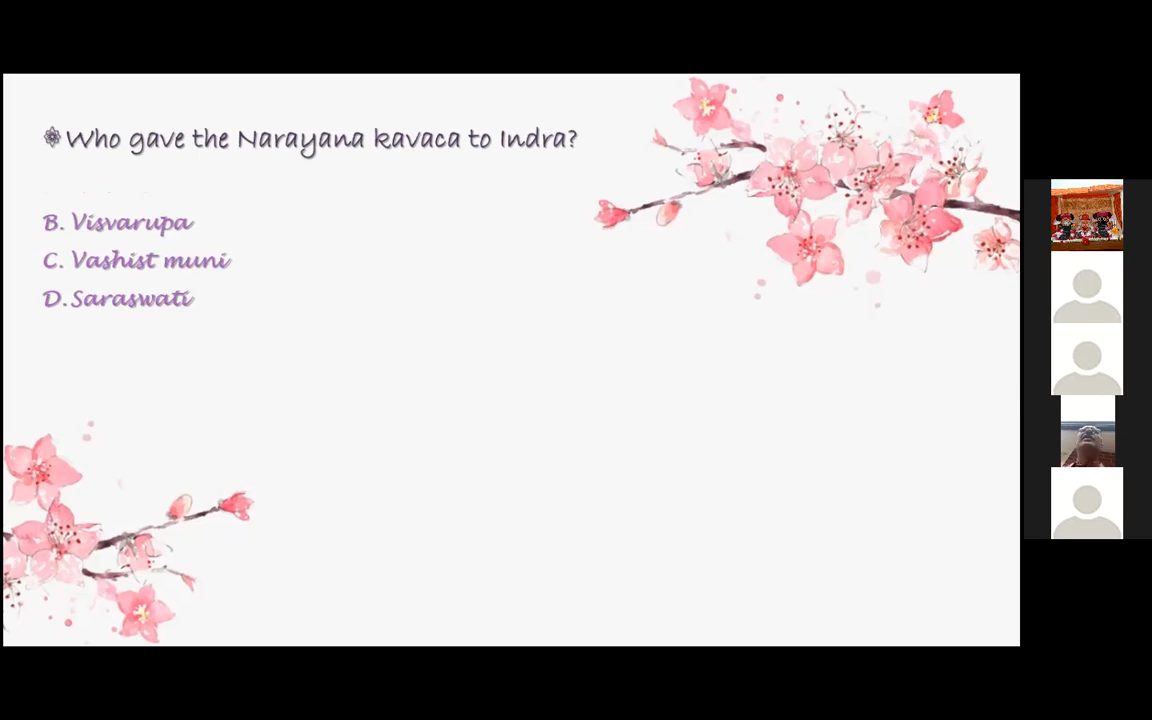 Who gave the Narayana kavaca to Indra?
B. Visvarupa
C. Vashist muni
D. Saraswati